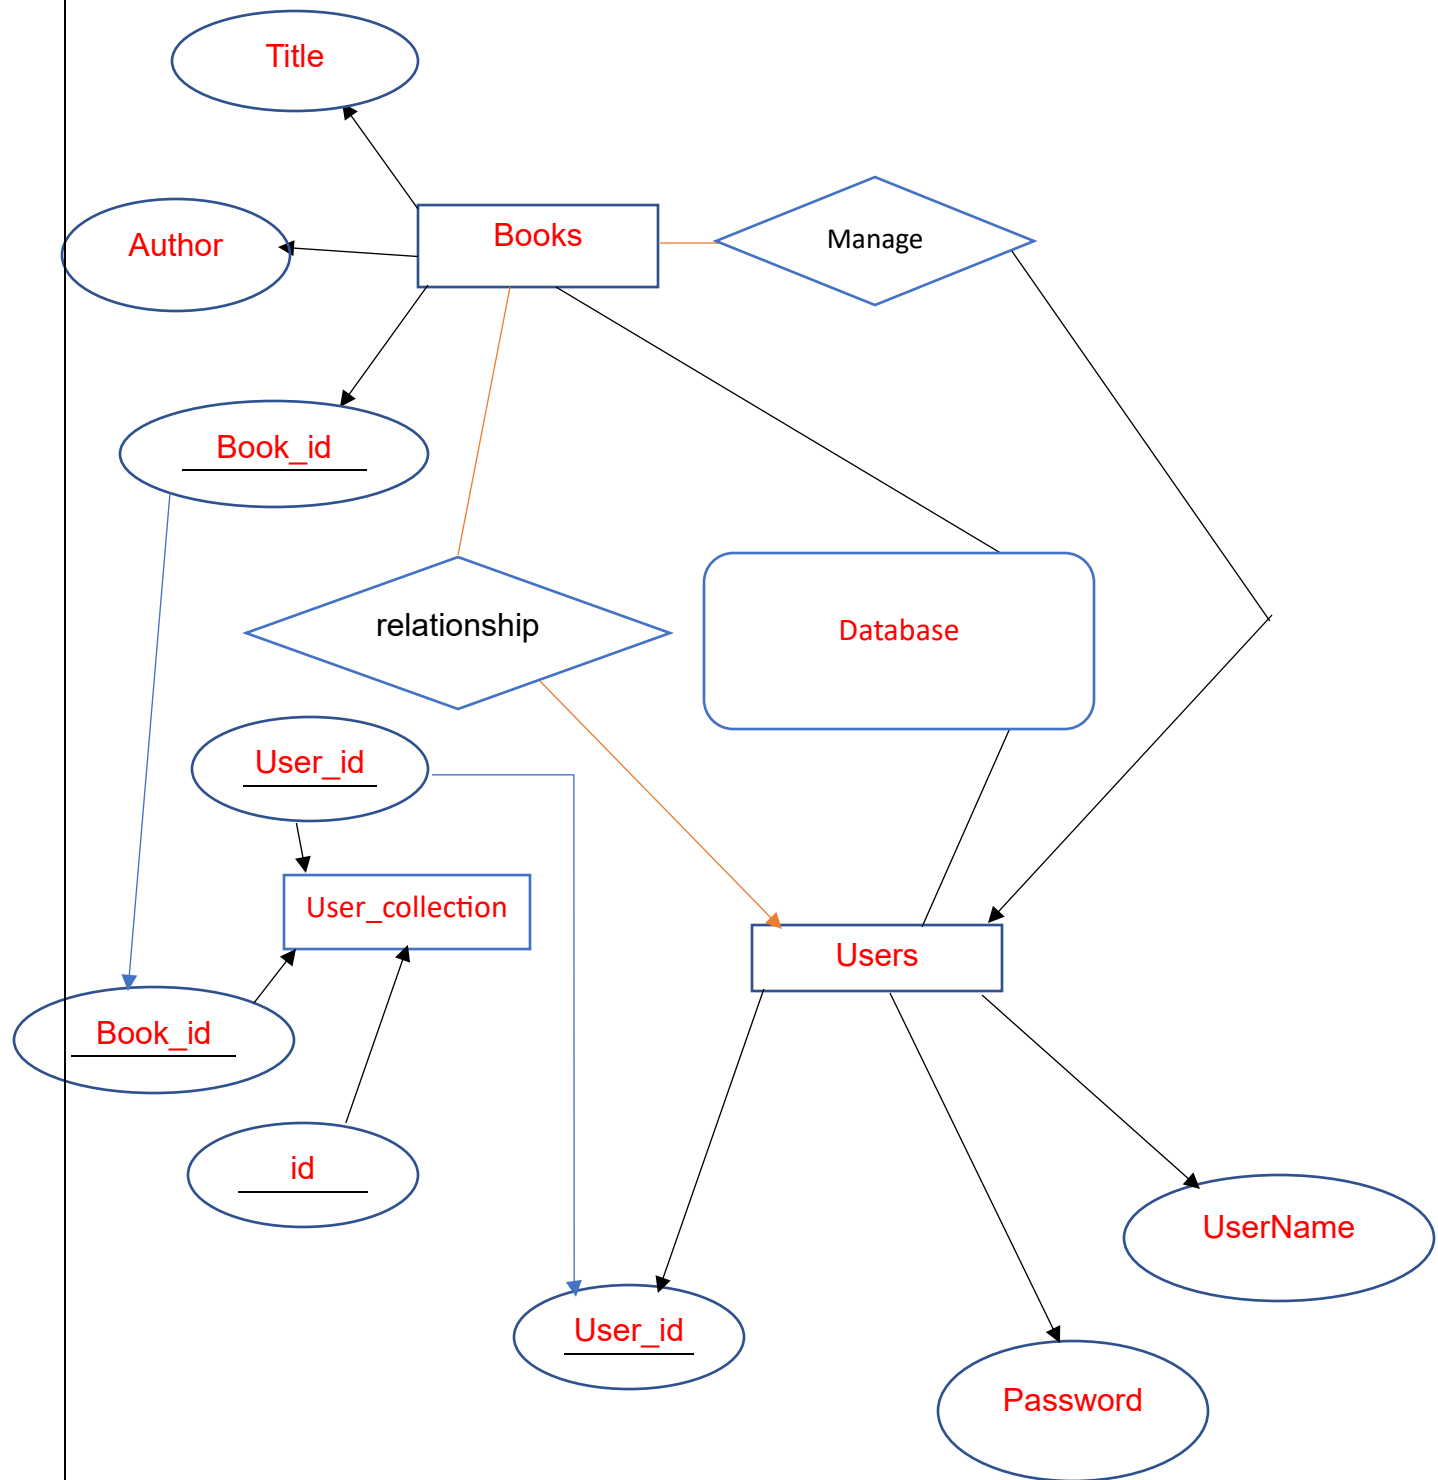 Title
Author
Books
Manage
Book_id
relationship
Database
User_id
User_collection
Users
Book_id
id
UserName
User_id
Password